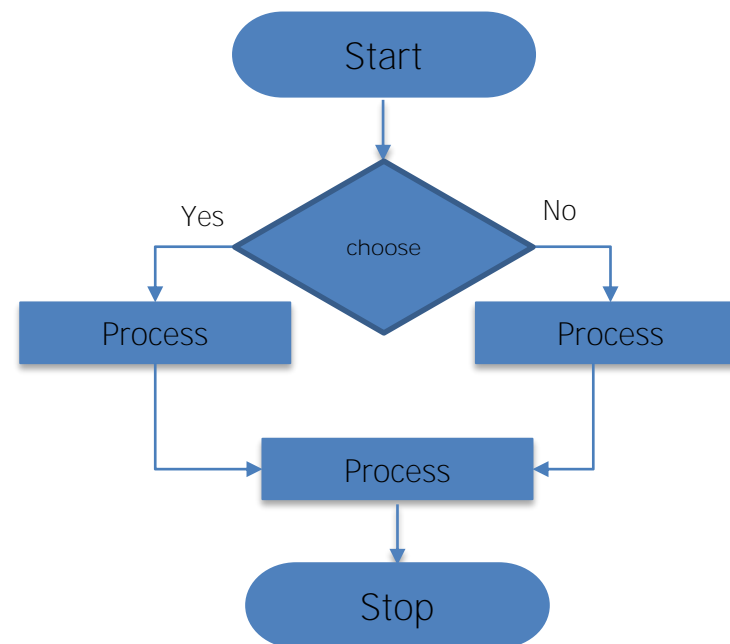 Start
Yes
No
choose
Process
Process
Process
Stop